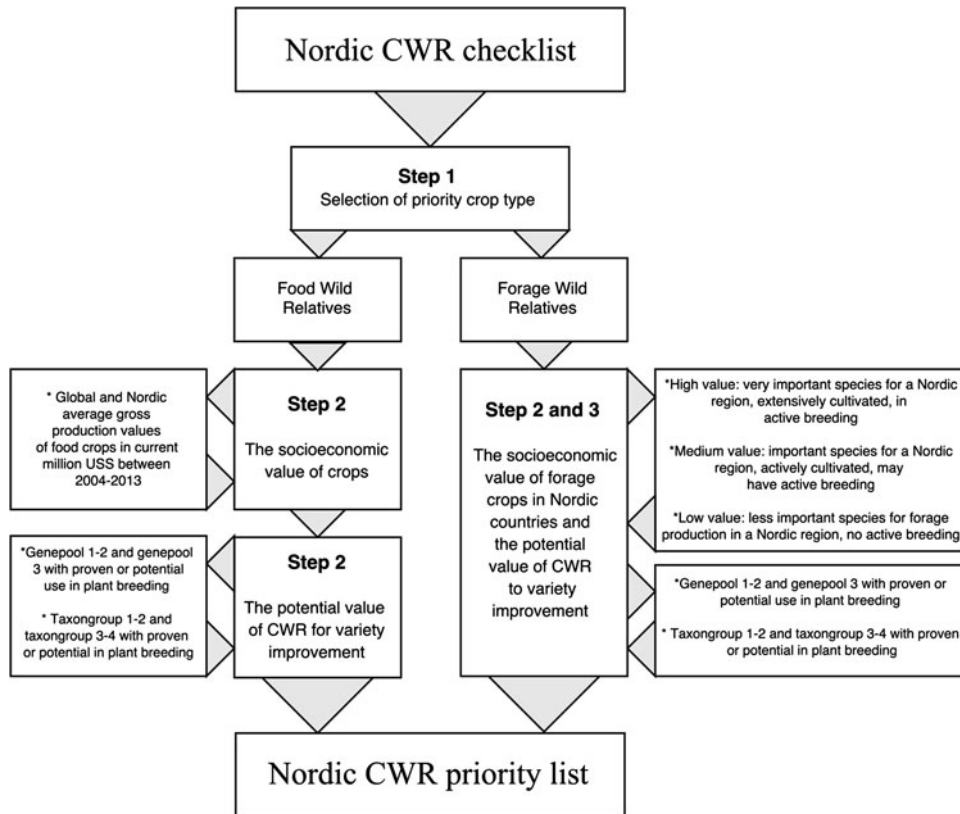 Nordic CWR checklist
Step 1
Selection of priority crop type
Food Wild
Relatives
Forage Wild
Relatives
* Global and Nordic
average gross
production values
of food crops in current
million USS between
2004-2013
Step 2
The socioeconomic
value of crops
*Genepool 1-2 and genepool
3 with proven or potential
use in plant breeding
* Taxongroup 1-2 and
taxongroup 3-4 with proven
or potential in plant breeding
Step 2
The potential value
of CWR for variety
improvement
Step 2 and 3
The socioeconomic
value of forage
crops in Nordic
countries and
the potential
value of CWR
to variety
improvement
*High value: very important species for a Nordic
region, extensively cultivated, in
active breeding
*Medium value: important species for a Nordic
region, actively cultivated, may
have active breeding
*Low value: less important species for forage
production in a Nordic region, no active breeding
*Genepool 1-2 and genepool 3 with proven or
potential use in plant breeding
* Taxongroup 1-2 and taxongroup 3-4 with proven
or potential in plant breeding
Nordic CWR priority list